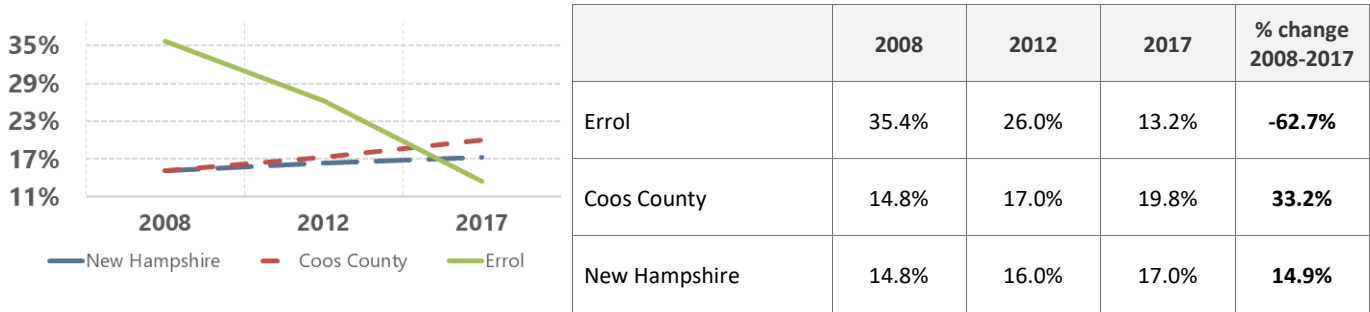 35%
29%
23%
17%
11%
2008 2012 2017
New Hampshire Coos County Errol
2008 2012 2017 % change
2008-2017
Errol 35.4% 26.0% 13.2% -62.7%
Coos County 14.8% 17.0% 19.8% 33.2%
New Hampshire 14.8% 16.0% 17.0% 14.9%